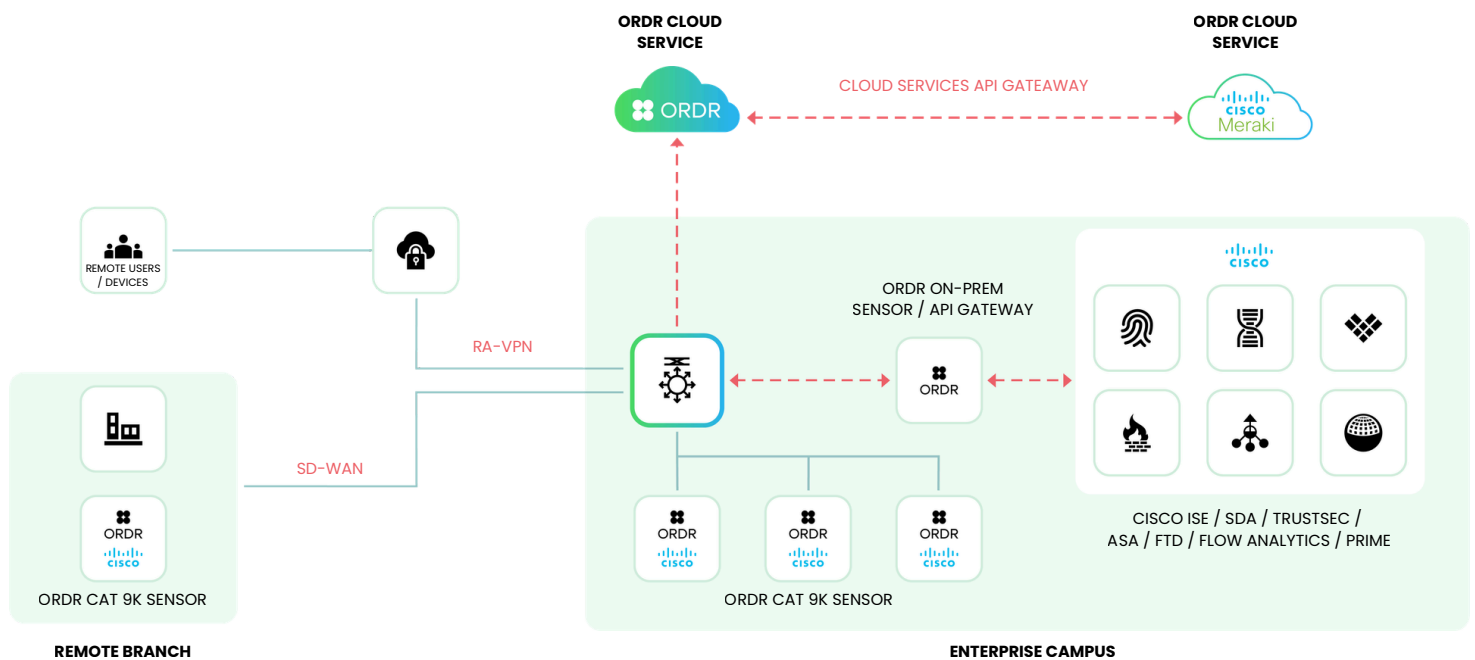 ORDR CLOUD
SERVICE
ORDR CLOUD
SERVICE
CLOUD SERVICES API GATEAWAY
ORDR
CISCO
Meraki
REMOTE USERS
/ DEVICES
CISCO
ORDR ON-PREM
SENSOR / API GATEWAY
RA-VPN
ORDR
SD-WAN
ORDR
CISCO
ORDR CAT 9K SENSOR
ORDR
CISCO
ORDR
CISCO
ORDR
CISCO
ORDR CAT 9K SENSOR
CISCO ISE / SDA / TRUSTSEC /
ASA / FTD / FLOW ANALYTICS / PRIME
REMOTE BRANCH
ENTERPRISE CAMPUS